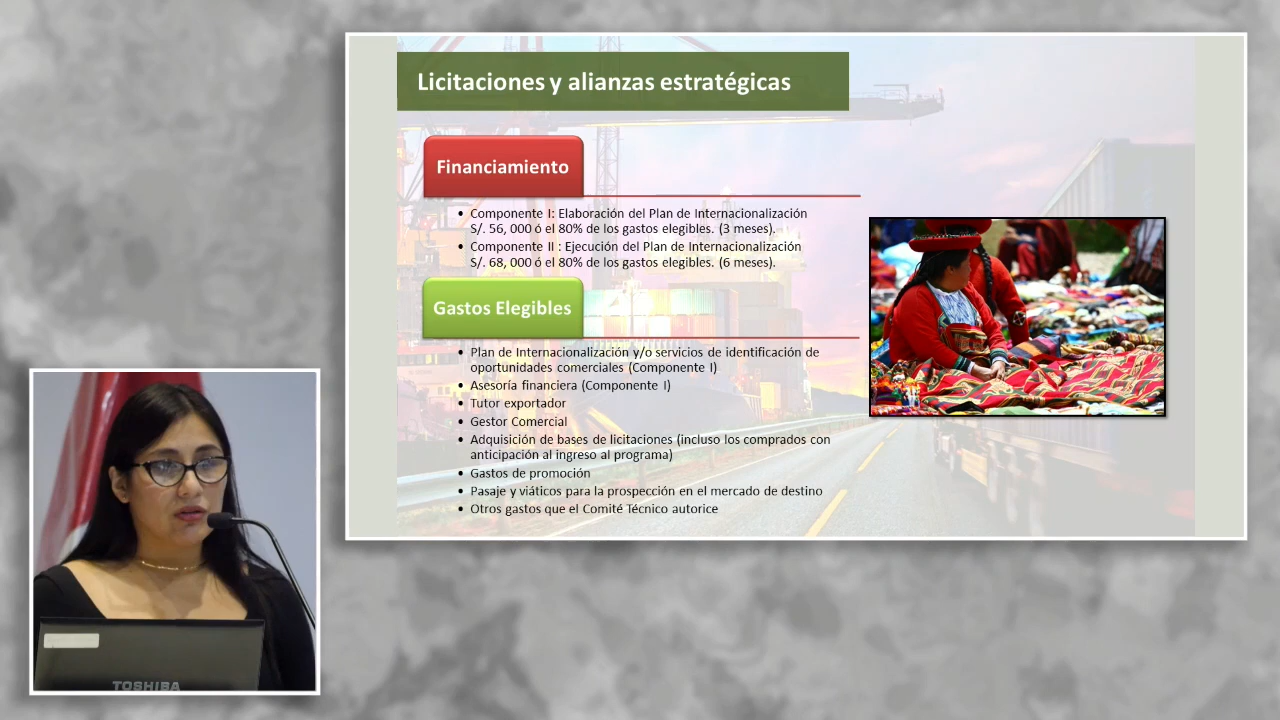 Licitaciones y alianzas estratégicas
Financiamiento
• Componente I: Elaboración del Plan de Internacionalización
S/. 56, 000 ó el 80% de los gastos elegibles. (3 meses).
• Componente II : Ejecución del Plan de Internacionalización
S/. 68, 000 ó el 80% de los gastos elegibles. (6 meses).
Gastos Elegibles
• Plan de Internacionalización y/o servicios de identificación de
oportunidades comerciales (Componente I)
• Asesoría financiera (Componente I)
• Tutor exportador
• Gestor Comercial
• Adquisición de bases de licitaciones (incluso los comprados con
anticipación al ingreso al programa)
• Gastos de promoción
• Pasaje y viáticos para la prospección en el mercado de destino
• Otros gastos que el Comité Técnico autorice
TOSHIBA